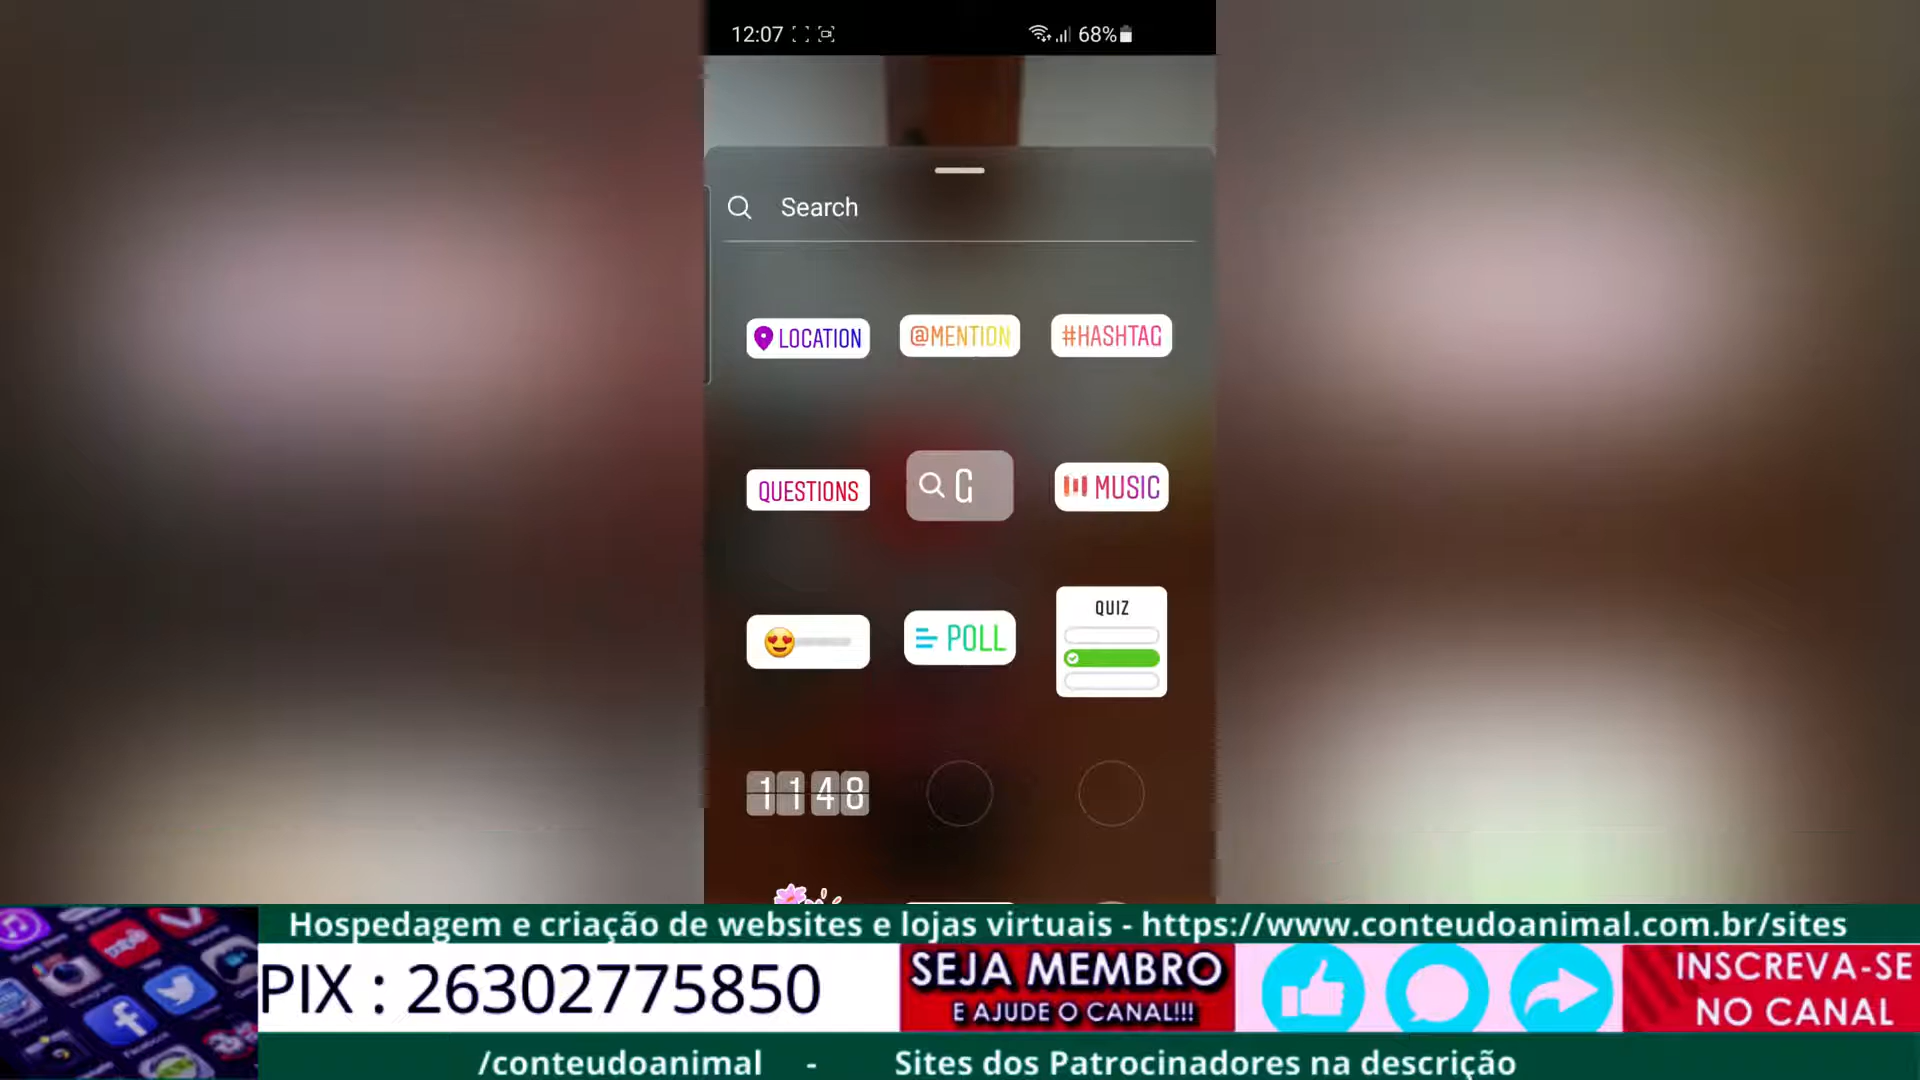 12:07 68%
Search
LOCATION @MENTION #HASHTAG
QUESTIONS G MUSIC
POLL QUIZ
11 48
Hospedagem e criação de websites e lojas virtuais - https://www.conteudoanimal.com.br/sites
PIX : 26302775850
SEJA MEMBRO
E AJUDE O CANAL!!!
INSCREVA-SE
NO CANAL
/conteudoanimal - Sites dos Patrocinadores na descrição